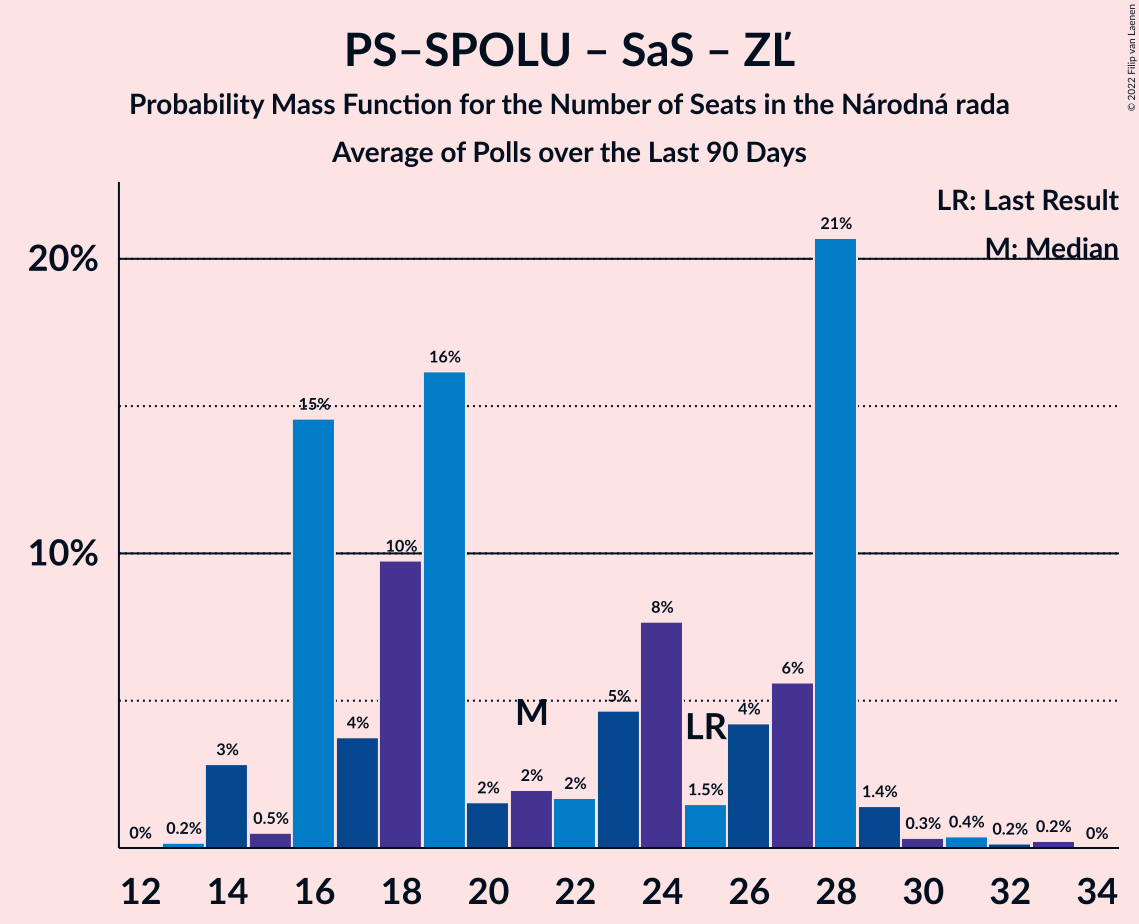 © 2022 Filip van Laenen
PS–SPOLU – SaS – ZĽ
Probability Mass Function for the Number of Seats in the Národná rada
Average of Polls over the Last 90 Days
LR: Last Result
M: Median
20%
10%
0%
0.2%
3%
0.5%
15%
4%
10%
16%
2%
2%
2%
5%
8%
1.5%
4%
6%
21%
1.4%
0.3%
0.4%
0.2%
0.2%
0%
M
LR
12 14 16 18 20 22 24 26 28 30 32 34